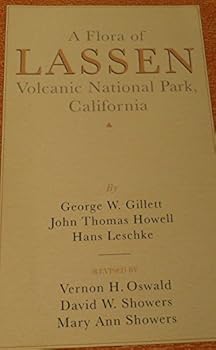 A Flora of
LASSEN
Volcanic National Park,
California
By
George W. Gillett
John Thomas Howell
Hans Leschke
REVISED BY
Vernon H. Oswald
David W. Showers
Mary Ann Showers